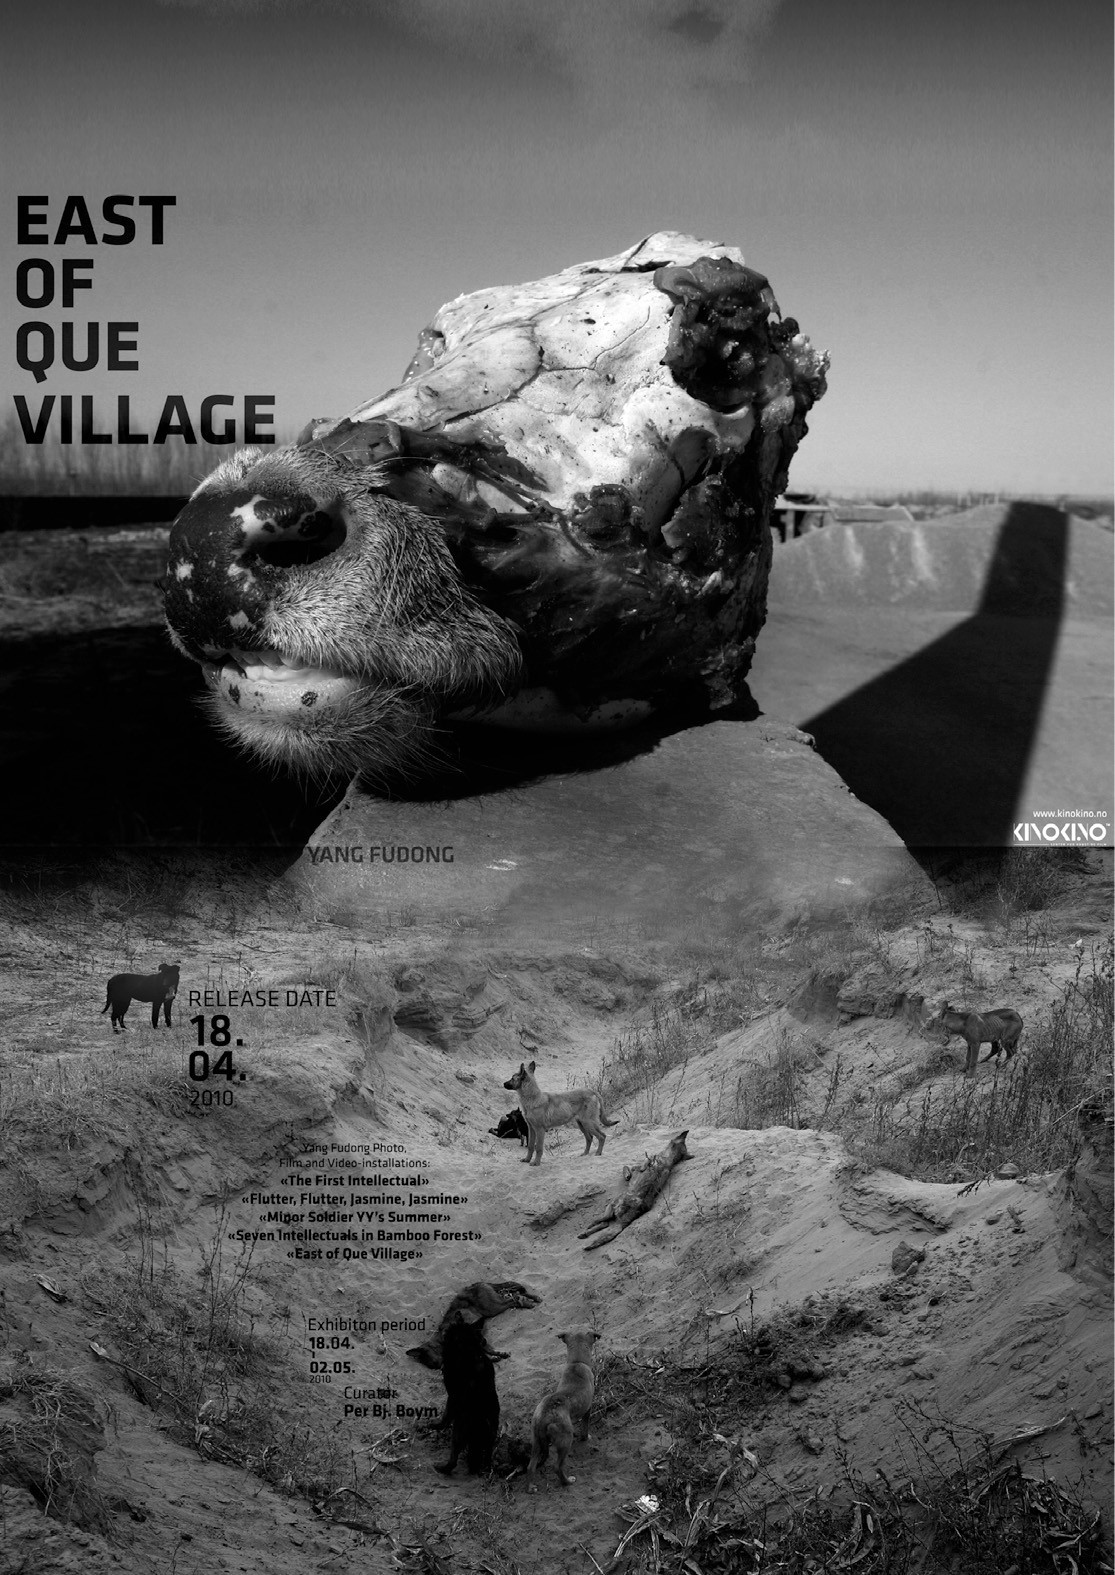 EAST
OF
QUE
VILLAGE
www.kinokino.no
KINOKINO
YANG FUDONG
RELEASE DATE
18.
04.
2010
Yang Fudong Photo,
Film and Video-installations:
«The First Intellectual»
«Flutter, Flutter, Jasmine, Jasmine»
«Minor Soldier YY's Summer»
«Seven Intellectuals in Bamboo Forest»
«East of Que Village»
Exhibiton period
18.04.
02.05.
2010
Curator
Per Bj. Boym